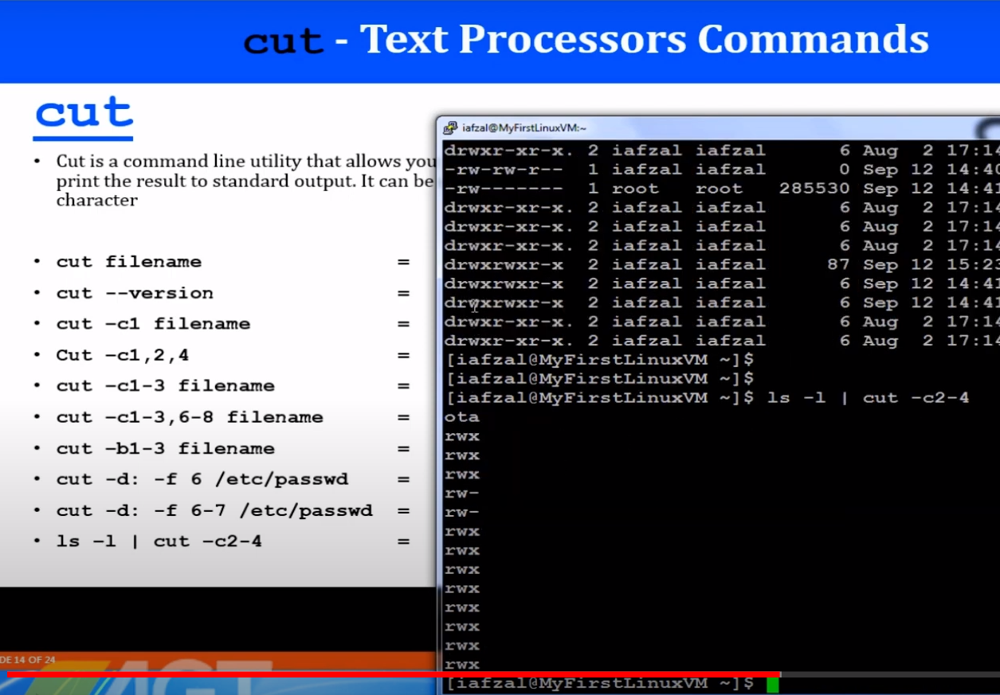 cut - Text Processors Commands
cut
• Cut is a command line utility that allows you
print the result to standard output. It can be
character
• cut filename =
• cut --version =
• cut –c1 filename =
• Cut –c1,2,4 =
• cut –c1-3 filename =
• cut –c1-3,6-8 filename =
• cut –b1-3 filename =
• cut -d: -f 6 /etc/passwd =
• cut -d: -f 6-7 /etc/passwd =
• ls –l | cut –c2-4 =
DE 14 OF 24
iafzal@MyFirstLinuxVM:~
drwxr-xr-x. 2 iafzal iafzal 6 Aug 2 17:14
-rw-rw-r-- 1 iafzal iafzal 0 Sep 12 14:40
-rw------- 1 root root 285530 Sep 12 14:41
drwxr-xr-x. 2 iafzal iafzal 6 Aug 2 17:14
drwxr-xr-x. 2 iafzal iafzal 6 Aug 2 17:14
drwxr-xr-x. 2 iafzal iafzal 6 Aug 2 17:14
drwxrwxr-x 2 iafzal iafzal 87 Sep 12 15:23
drwxrwxr-x 2 iafzal iafzal 6 Sep 12 14:41
drwxrwxr-x 2 iafzal iafzal 6 Sep 12 14:41
drwxr-xr-x. 2 iafzal iafzal 6 Aug 2 17:14
drwxr-xr-x. 2 iafzal iafzal 6 Aug 2 17:14
[iafzal@MyFirstLinuxVM ~]$
[iafzal@MyFirstLinuxVM ~]$
[iafzal@MyFirstLinuxVM ~]$ ls -l | cut -c2-4
ota
rwx
rwx
rwx
rw-
rw-
rwx
rwx
rwx
rwx
rwx
rwx
rwx
rwx
[iafzal@MyFirstLinuxVM ~]$